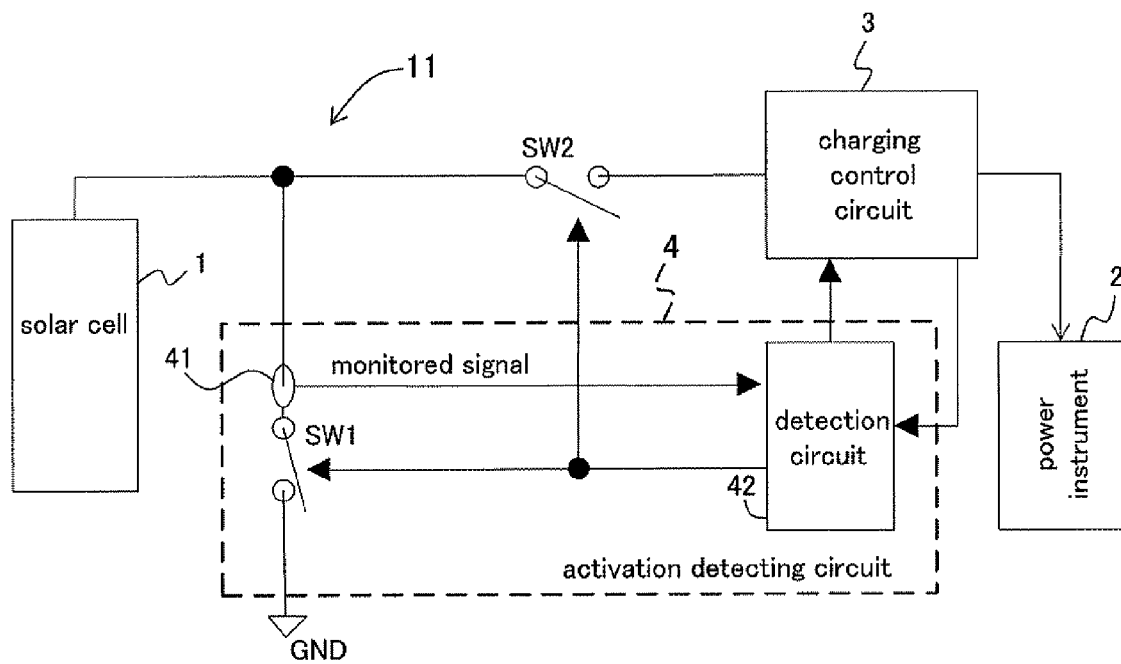 11
3
SW2
charging
control
circuit
4
1
solar cell
2
41
monitored signal
SW1
detection
circuit
power
instrument
42
activation detecting circuit
GND